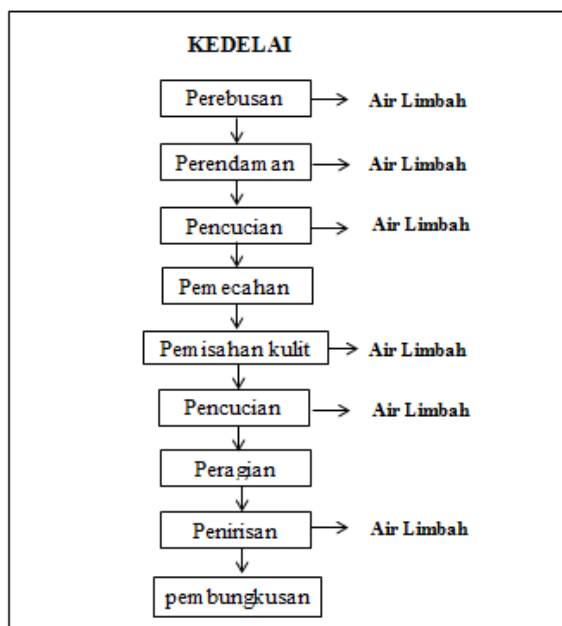 KEDELAI
Perebusan
Air Limbah
Perendaman
Air Limbah
Pencucian
Air Limbah
Pemecahan
Pemisahan kulit
Air Limbah
Pencucian
Air Limbah
Peragian
Penirisan
Air Limbah
pembungkusan